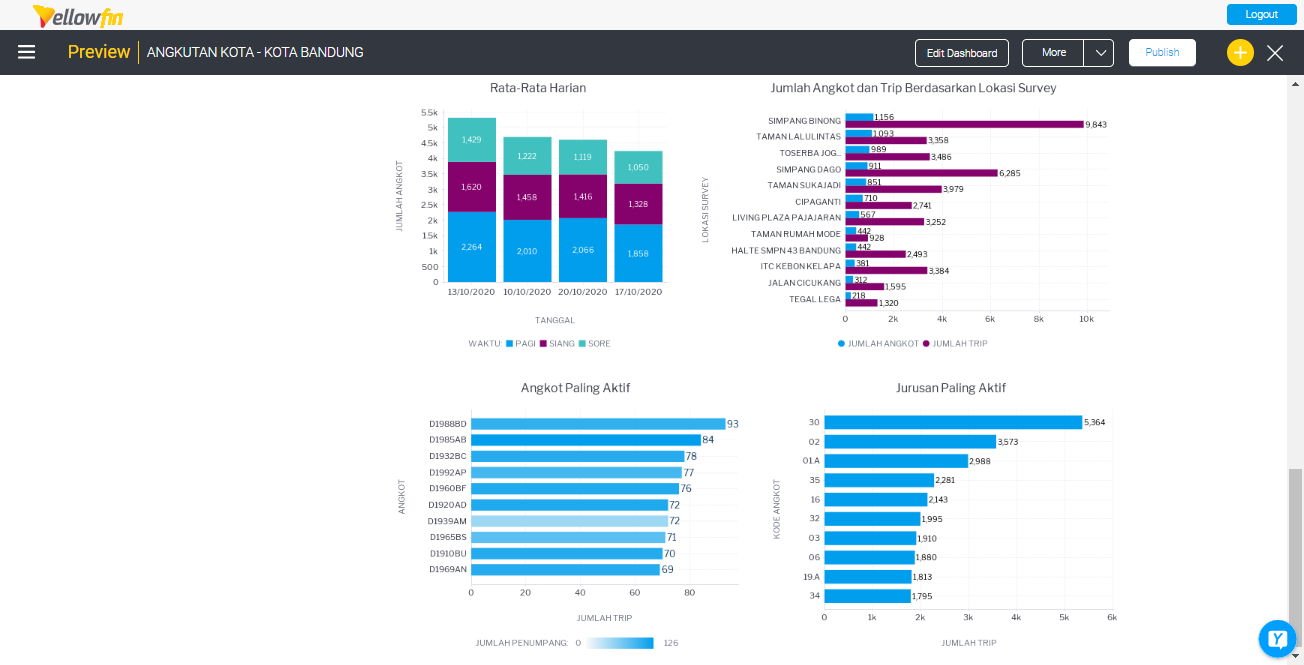 Yellowfin
Logout
Preview
ANGKUTAN KOTA - KOTA BANDUNG
Edit Dashboard
More
Publish
Rata-Rata Harian
JUMLAH ANGKOT
5.5k
5k
4.5k
4k
3.5k
3k
2.5k
2k
1.5k
1k
500
0
1,429
1,620
2,264
1,222
1,458
2,010
1,119
1,416
2,066
1,050
1,328
1,858
13/10/2020 10/10/2020 20/10/2020 17/10/2020
TANGGAL
WAKTU: PAGI SIANG SORE
Jumlah Angkot dan Trip Berdasarkan Lokasi Survey
LOKASI SURVEY
SIMPANG BINONG 1,156 9,843
TAMAN LALULINTAS 1,093 3,358
TOSERBA JOG... 989 3,486
SIMPANG DAGO 911 6,285
TAMAN SUKAJADI 851 3,979
CIPAGANTI 710 2,741
LIVING PLAZA PAJAJARAN 567 3,252
TAMAN RUMAH MODE 442 928
HALTE SMPN 43 BANDUNG 442 2,493
ITC KEBON KELAPA 381 3,384
JALAN CICUKANG 312 1,595
TEGAL LEGA 218 1,320
0 2k 4k 6k 8k 10k
JUMLAH ANGKOT JUMLAH TRIP
Angkot Paling Aktif
ANGKOT
D1988BD 93
D1985AB 84
D1932BC 78
D1992AP 77
D1960BF 76
D1920AD 72
D1939AM 72
D1965BS 71
D1910BU 70
D1969AN 69
0 20 40 60 80
JUMLAH TRIP
JUMLAH PENUMPANG: 0 126
Jurusan Paling Aktif
KODE ANGKOT
30 5,364
02 3,573
01.A 2,988
35 2,281
16 2,143
32 1,995
03 1,910
06 1,880
19.A 1,813
34 1,795
0 1k 2k 3k 4k 5k 6k
JUMLAH TRIP